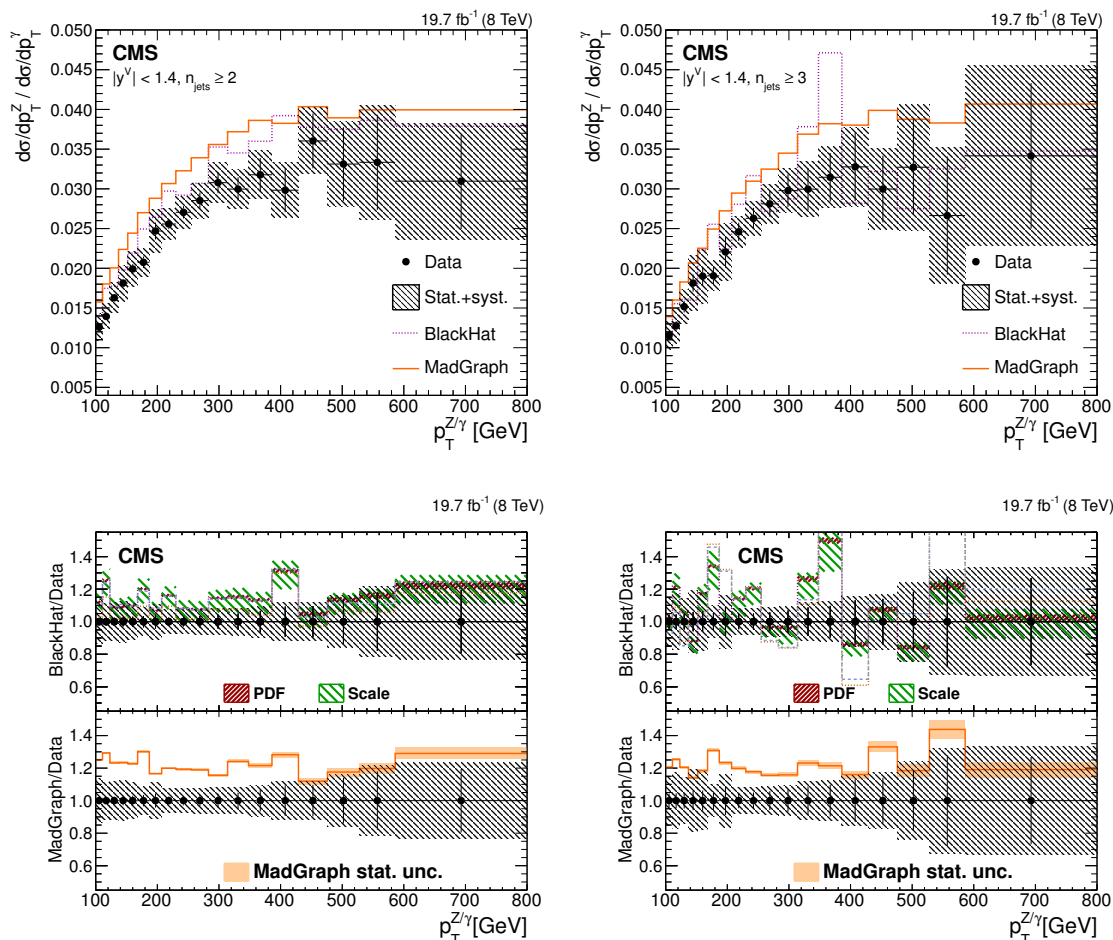 19.7 fb⁻¹ (8 TeV)
CMS
|y^V| < 1.4, n_jets ≥ 2
dσ/dp_T^Z / dσ/dp_T^γ
0.050
0.045
0.040
0.035
0.030
0.025
0.020
0.015
0.010
0.005
Data
Stat.+syst.
BlackHat
MadGraph
100 200 300 400 500 600 700 800
p_T^{Z/γ} [GeV]
19.7 fb⁻¹ (8 TeV)
CMS
|y^V| < 1.4, n_jets ≥ 3
dσ/dp_T^Z / dσ/dp_T^γ
0.050
0.045
0.040
0.035
0.030
0.025
0.020
0.015
0.010
0.005
Data
Stat.+syst.
BlackHat
MadGraph
100 200 300 400 500 600 700 800
p_T^{Z/γ} [GeV]
19.7 fb⁻¹ (8 TeV)
CMS
BlackHat/Data
1.4
1.2
1.0
0.8
0.6
PDF
Scale
MadGraph/Data
1.4
1.2
1.0
0.8
0.6
MadGraph stat. unc.
100 200 300 400 500 600 700 800
p_T^{Z/γ}[GeV]
19.7 fb⁻¹ (8 TeV)
CMS
BlackHat/Data
1.4
1.2
1.0
0.8
0.6
PDF
Scale
MadGraph/Data
1.4
1.2
1.0
0.8
0.6
MadGraph stat. unc.
100 200 300 400 500 600 700 800
p_T^{Z/γ}[GeV]